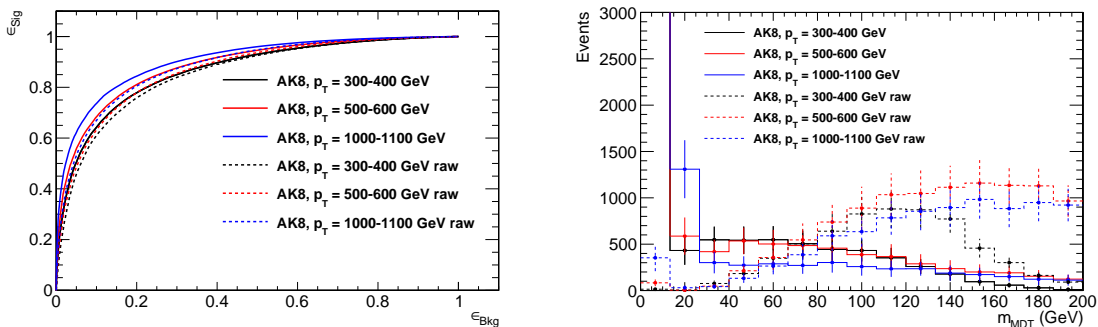 ε_Sig
1
0.8
0.6
0.4
0.2
0
0 0.2 0.4 0.6 0.8 1
ε_Bkg
AK8, p_T = 300-400 GeV
AK8, p_T = 500-600 GeV
AK8, p_T = 1000-1100 GeV
AK8, p_T = 300-400 GeV raw
AK8, p_T = 500-600 GeV raw
AK8, p_T = 1000-1100 GeV raw
Events
3000
2500
2000
1500
1000
500
0
0 20 40 60 80 100 120 140 160 180 200
m_MDT (GeV)
AK8, p_T = 300-400 GeV
AK8, p_T = 500-600 GeV
AK8, p_T = 1000-1100 GeV
AK8, p_T = 300-400 GeV raw
AK8, p_T = 500-600 GeV raw
AK8, p_T = 1000-1100 GeV raw